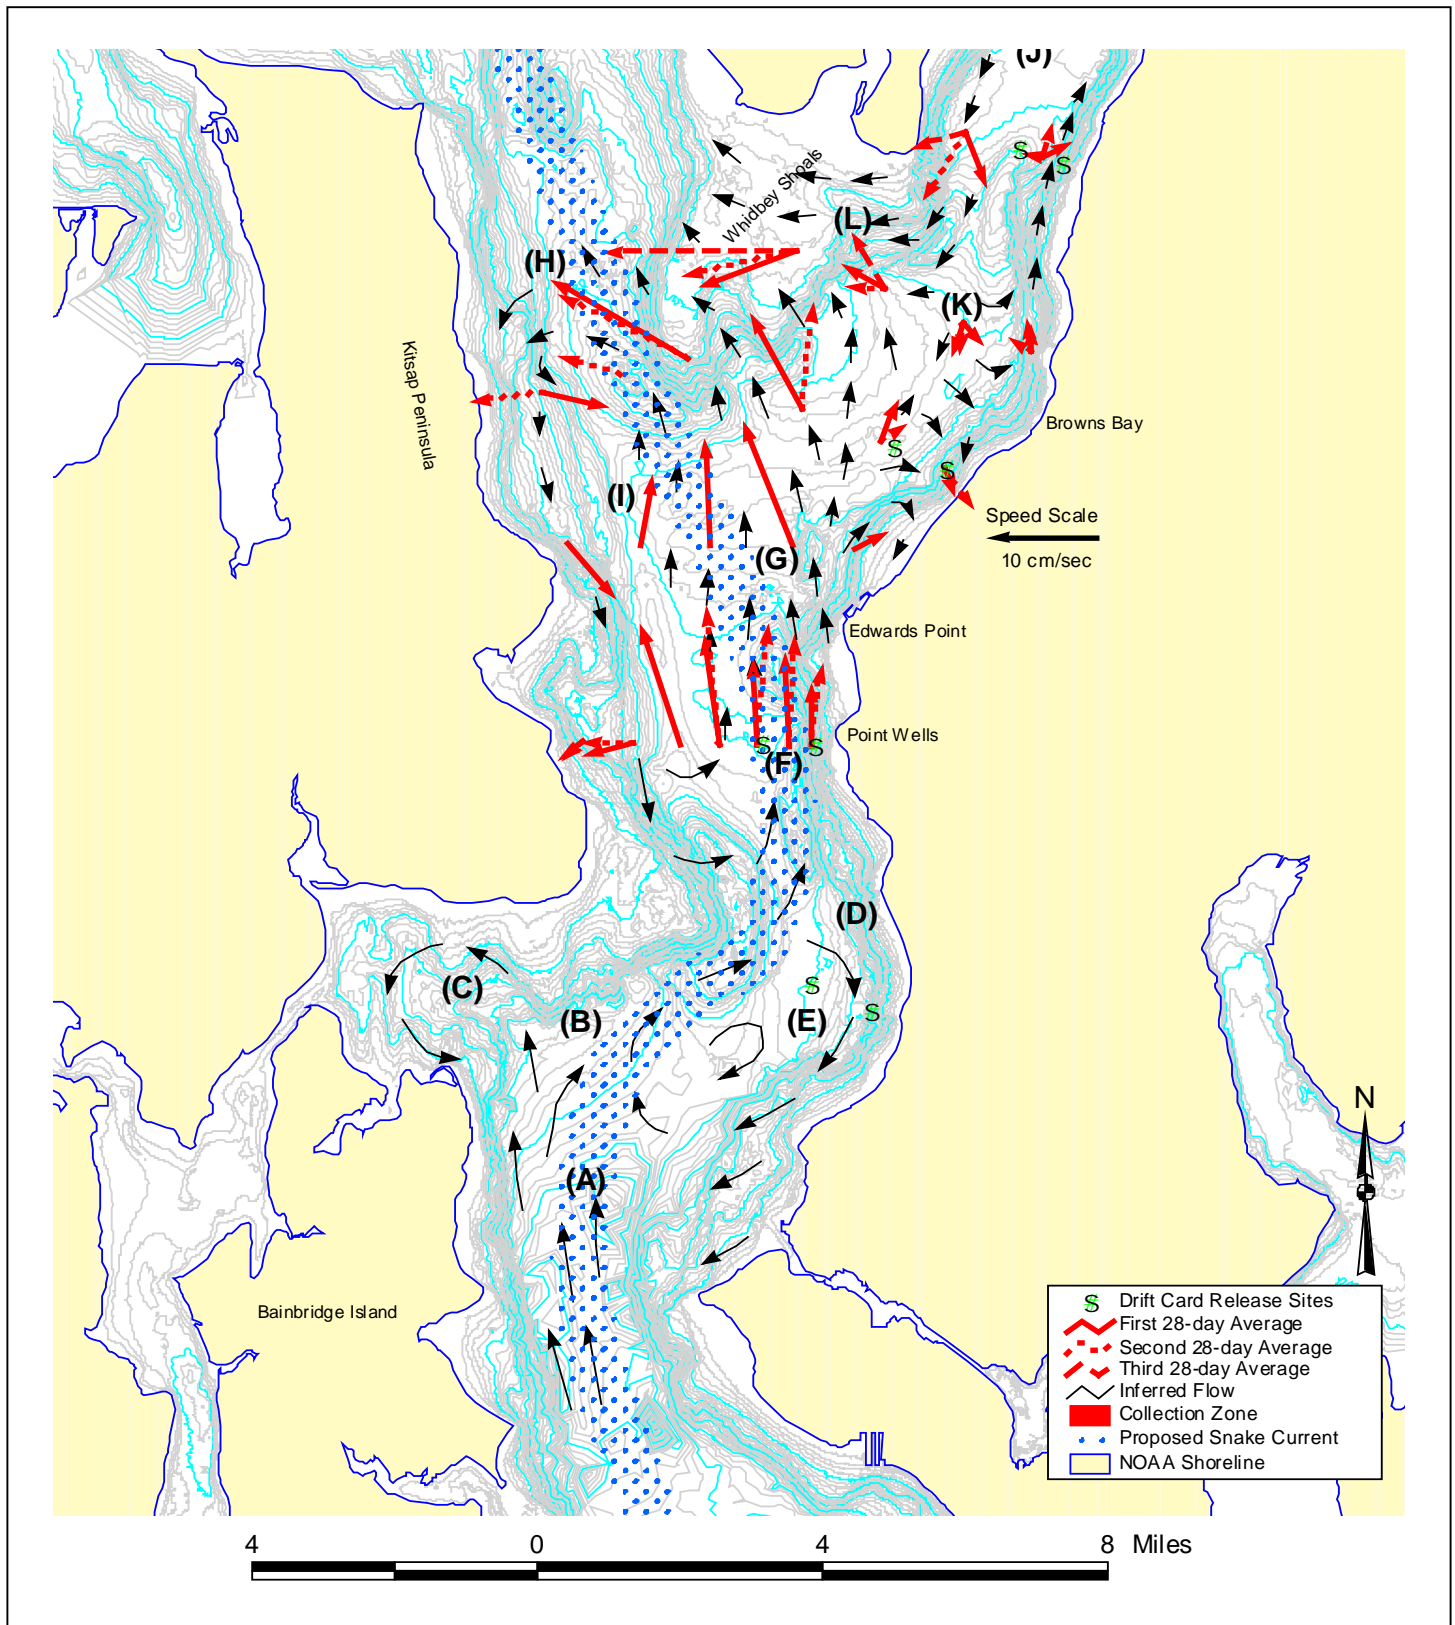 (J)
Whidbey Shoals
(L)
(H)
(K)
Kitsap Peninsula
Browns Bay
(I)
Speed Scale
10 cm/sec
(G)
Edwards Point
Point Wells
(F)
(D)
(C)
(B)
(E)
N
(A)
Bainbridge Island
Drift Card Release Sites
First 28-day Average
Second 28-day Average
Third 28-day Average
Inferred Flow
Collection Zone
Proposed Snake Current
NOAA Shoreline
4 0 4 8 Miles